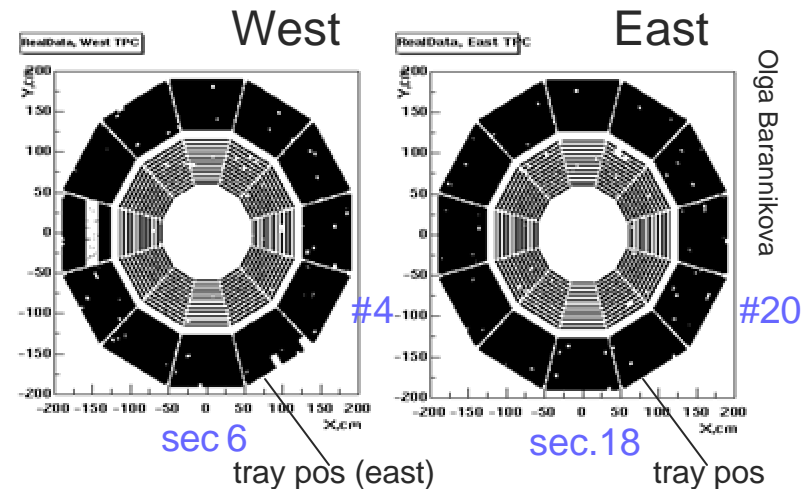 West
East
RealData, West TPC
RealData, East TPC
Olga Barannikova
Y,cm
200
150
100
50
0
-50
-100
-150
-200
-200 -150 -100 -50 0 50 100 150 200
X,cm
Y,cm
200
150
100
50
0
-50
-100
-150
-200
-200 -150 -100 -50 0 50 100 150 200
X,cm
#4
#20
sec 6
sec.18
tray pos (east)
tray pos